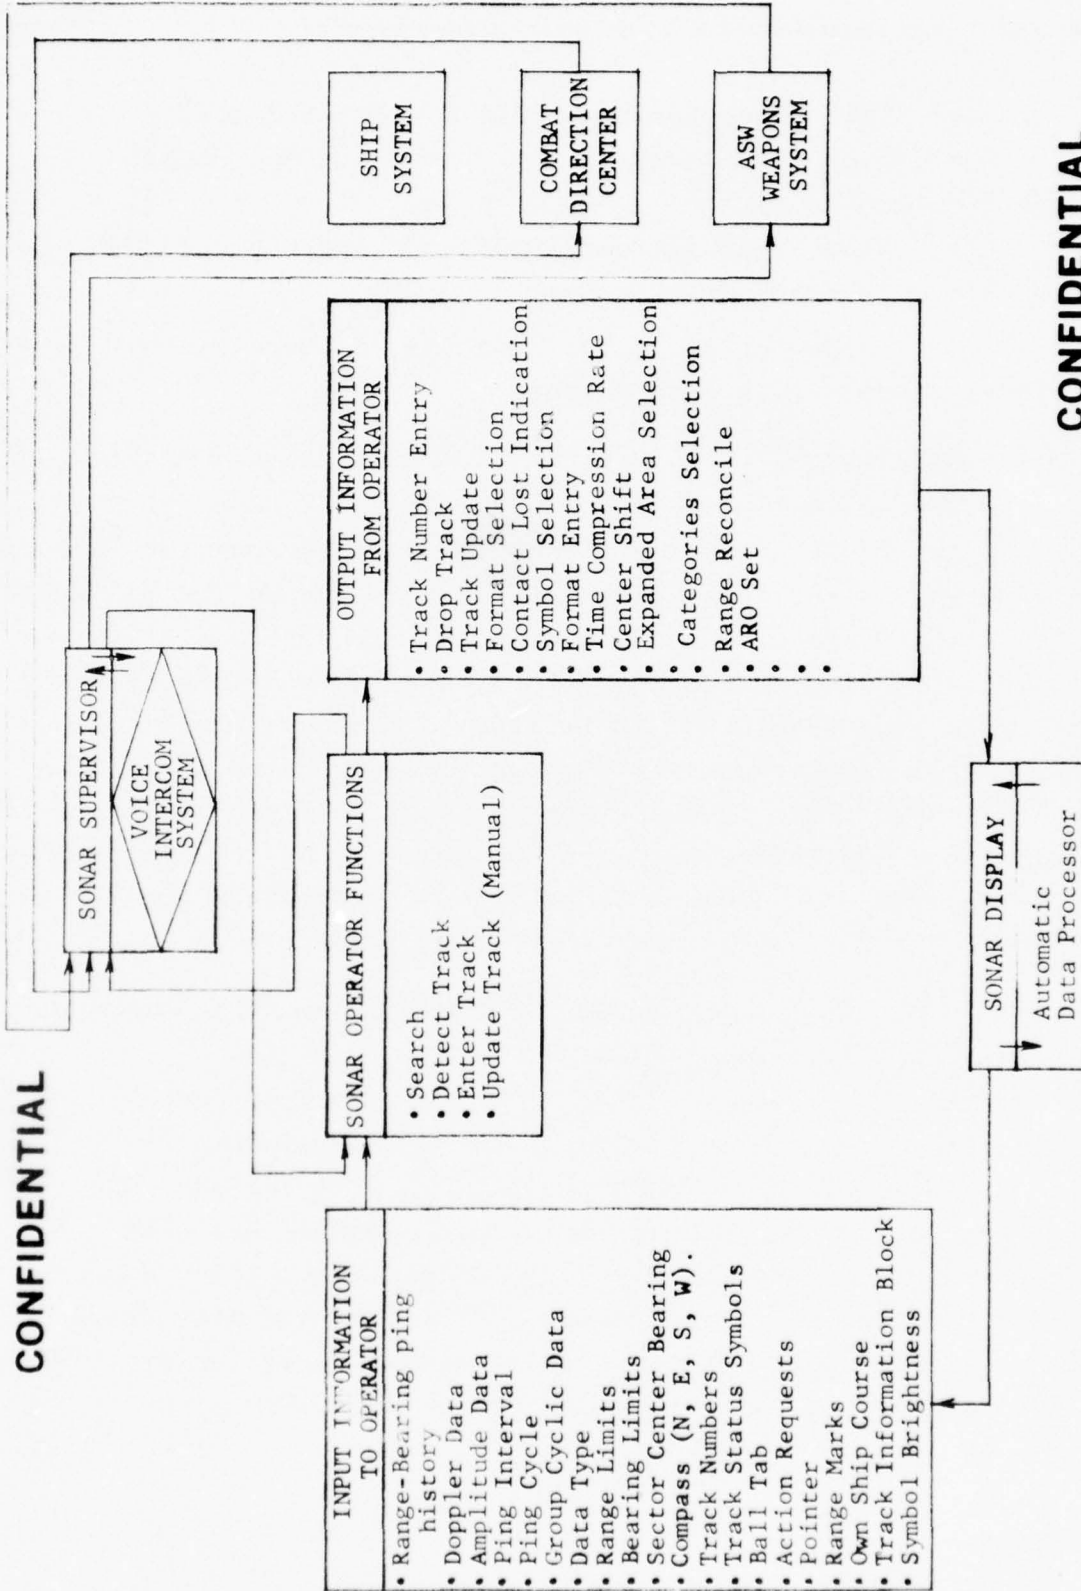 CONFIDENTIAL
SONAR SUPERVISOR
VOICE
INTERCOM
SYSTEM
INPUT INFORMATION
TO OPERATOR
• Range-Bearing ping
history
• Doppler Data
• Amplitude Data
• Ping Interval
• Ping Cycle
• Group Cyclic Data
• Data Type
• Range Limits
• Bearing Limits
• Sector Center Bearing
• Compass (N, E, S, W).
• Track Numbers
• Track Status Symbols
• Ball Tab
• Action Requests
• Pointer
• Range Marks
• Own Ship Course
• Track Information Block
• Symbol Brightness
SONAR OPERATOR FUNCTIONS
• Search
• Detect Track
• Enter Track
• Update Track (Manual)
OUTPUT INFORMATION
FROM OPERATOR
• Track Number Entry
• Drop Track
• Track Update
• Format Selection
• Contact Lost Indication
• Symbol Selection
• Format Entry
• Time Compression Rate
• Center Shift
• Expanded Area Selection
• Categories Selection
• Range Reconcile
• ARO Set
•
•
•
SHIP
SYSTEM
COMBAT
DIRECTION
CENTER
ASW
WEAPONS
SYSTEM
SONAR DISPLAY
Automatic
Data Processor
CONFIDENTIAL